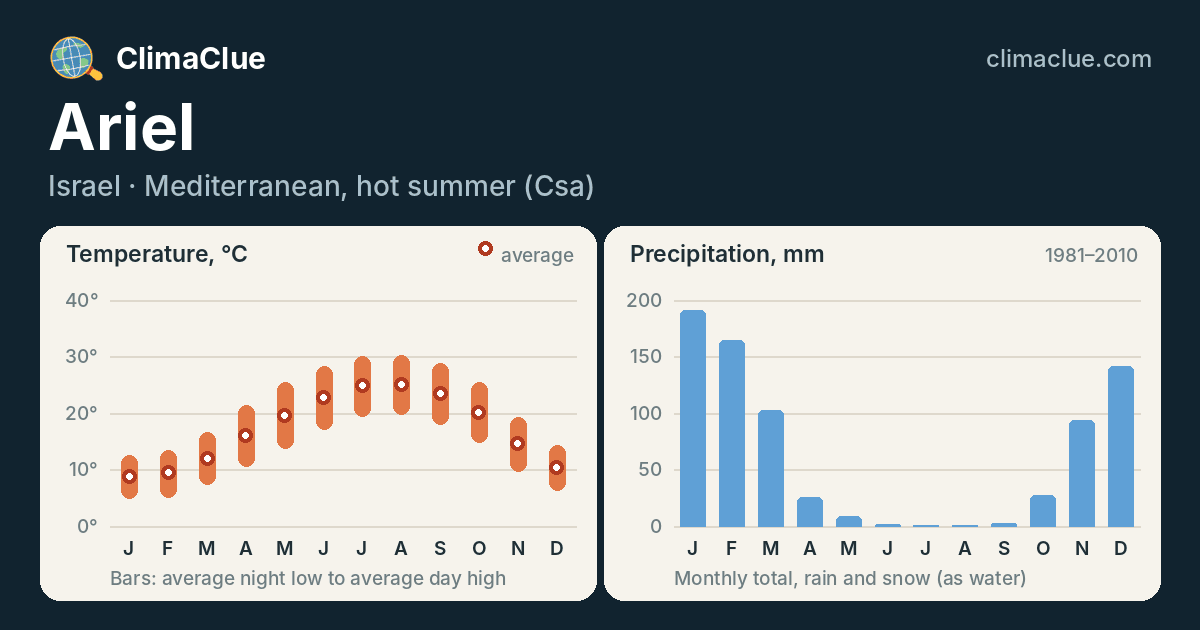 ClimaClue
climaclue.com
Ariel
Israel · Mediterranean, hot summer (Csa)
Temperature, °C
average
40°
30°
20°
10°
0°
J F M A M J J A S O N D
Bars: average night low to average day high
Precipitation, mm
1981–2010
200
150
100
50
0
J F M A M J J A S O N D
Monthly total, rain and snow (as water)